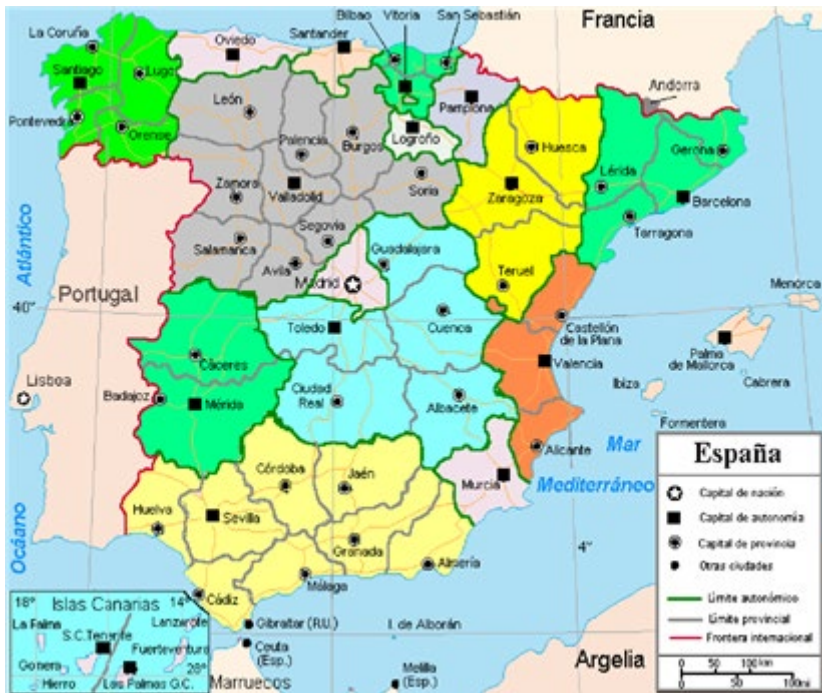 Bilbao
Vitoria
San Sebastián
Francia
La Coruña
Oviedo
Santander
Santiago
Lugo
Pamplona
Andorra
León
Pontevedra
Orense
Palencia
Burgos
Logroño
Huesca
Gerona
Lérida
Zamora
Valladolid
Soria
Zaragoza
Barcelona
Tarragona
Salamanca
Segovia
Guadalajara
Avila
Madrid
Teruel
Atlántico
Portugal
Menorca
40°
Toledo
Cuenca
Castellón
de la Plana
Palma
de Mallorca
Cáceres
Valencia
Cabrera
Lisboa
Ibiza
Badajoz
Mérida
Ciudad
Real
Albacete
Formentera
Alicante
Mar
Mediterráneo
Córdoba
Jaén
Murcia
Huelva
Sevilla
Granada
Almería
4°
Océano
Málaga
Cádiz
Gibraltar (R.U.)
I. de Alborán
Ceuta
(Esp.)
Melilla
(Esp.)
Marruecos
Argelia
18°
Islas Canarias
14°
La Palma
S.C.Tenerife
Lanzarote
Fuerteventura
Gomera
28°
Hierro
Las Palmas G.C.
España
Capital de nación
Capital de autonomía
Capital de provincia
Otras ciudades
Límite autonómico
Límite provincial
Frontera internacional
0 50 100km
0 50 100mi